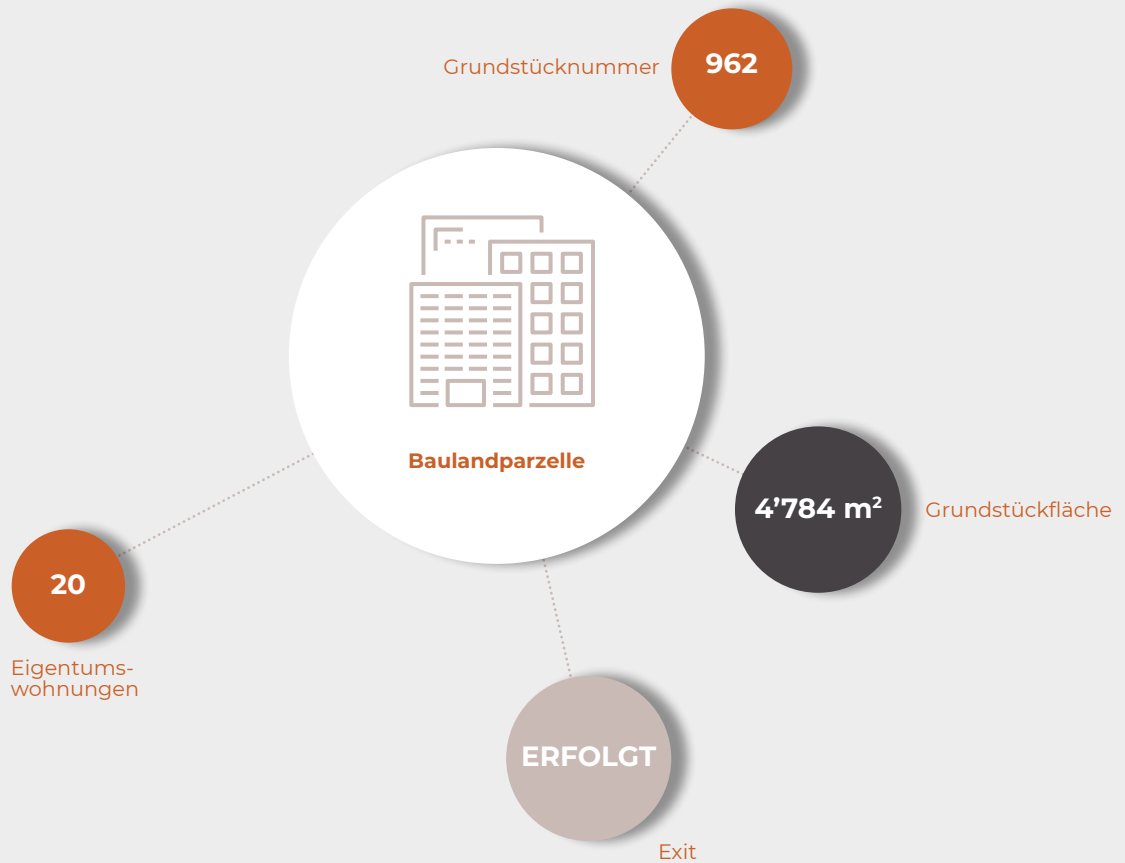 Grundstücknummer
962
Baulandparzelle
4’784 m²
Grundstückfläche
20
Eigentums-
wohnungen
ERFOLGT
Exit